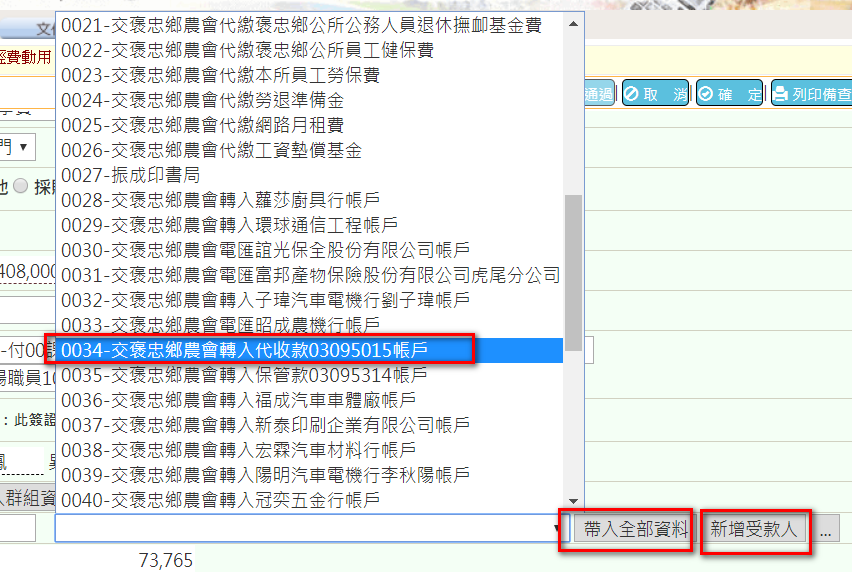 0021-交褒忠鄉農會代繳褒忠鄉公所公務人員退休撫卹基金費
0022-交褒忠鄉農會代繳褒忠鄉公所員工健保費
0023-交褒忠鄉農會代繳本所員工勞保費
0024-交褒忠鄉農會代繳勞退準備金
0025-交褒忠鄉農會代繳網路月租費
0026-交褒忠鄉農會代繳工資墊償基金
0027-振成印書局
0028-交褒忠鄉農會轉入蘿莎廚具行帳戶
0029-交褒忠鄉農會轉入環球通信工程帳戶
0030-交褒忠鄉農會電匯誼光保全股份有限公司帳戶
0031-交褒忠鄉農會電匯富邦產物保險股份有限公司虎尾分公司
0032-交褒忠鄉農會轉入子瑋汽車電機行劉子瑋帳戶
0033-交褒忠鄉農會電匯昭成農機行帳戶
0034-交褒忠鄉農會轉入代收款03095015帳戶
0035-交褒忠鄉農會轉入保管款03095314帳戶
0036-交褒忠鄉農會轉入福成汽車車體廠帳戶
0037-交褒忠鄉農會轉入新泰印刷企業有限公司帳戶
0038-交褒忠鄉農會轉入宏霖汽車材料行帳戶
0039-交褒忠鄉農會轉入陽明汽車電機行李秋陽帳戶
0040-交褒忠鄉農會轉入冠奕五金行帳戶
文
經費動用
通過 取 消 確 定 列印備查
門
他 採
408,000
-付00
職員10
：此簽證
人群組資
帶入全部資料 新增受款人 ...
73,765